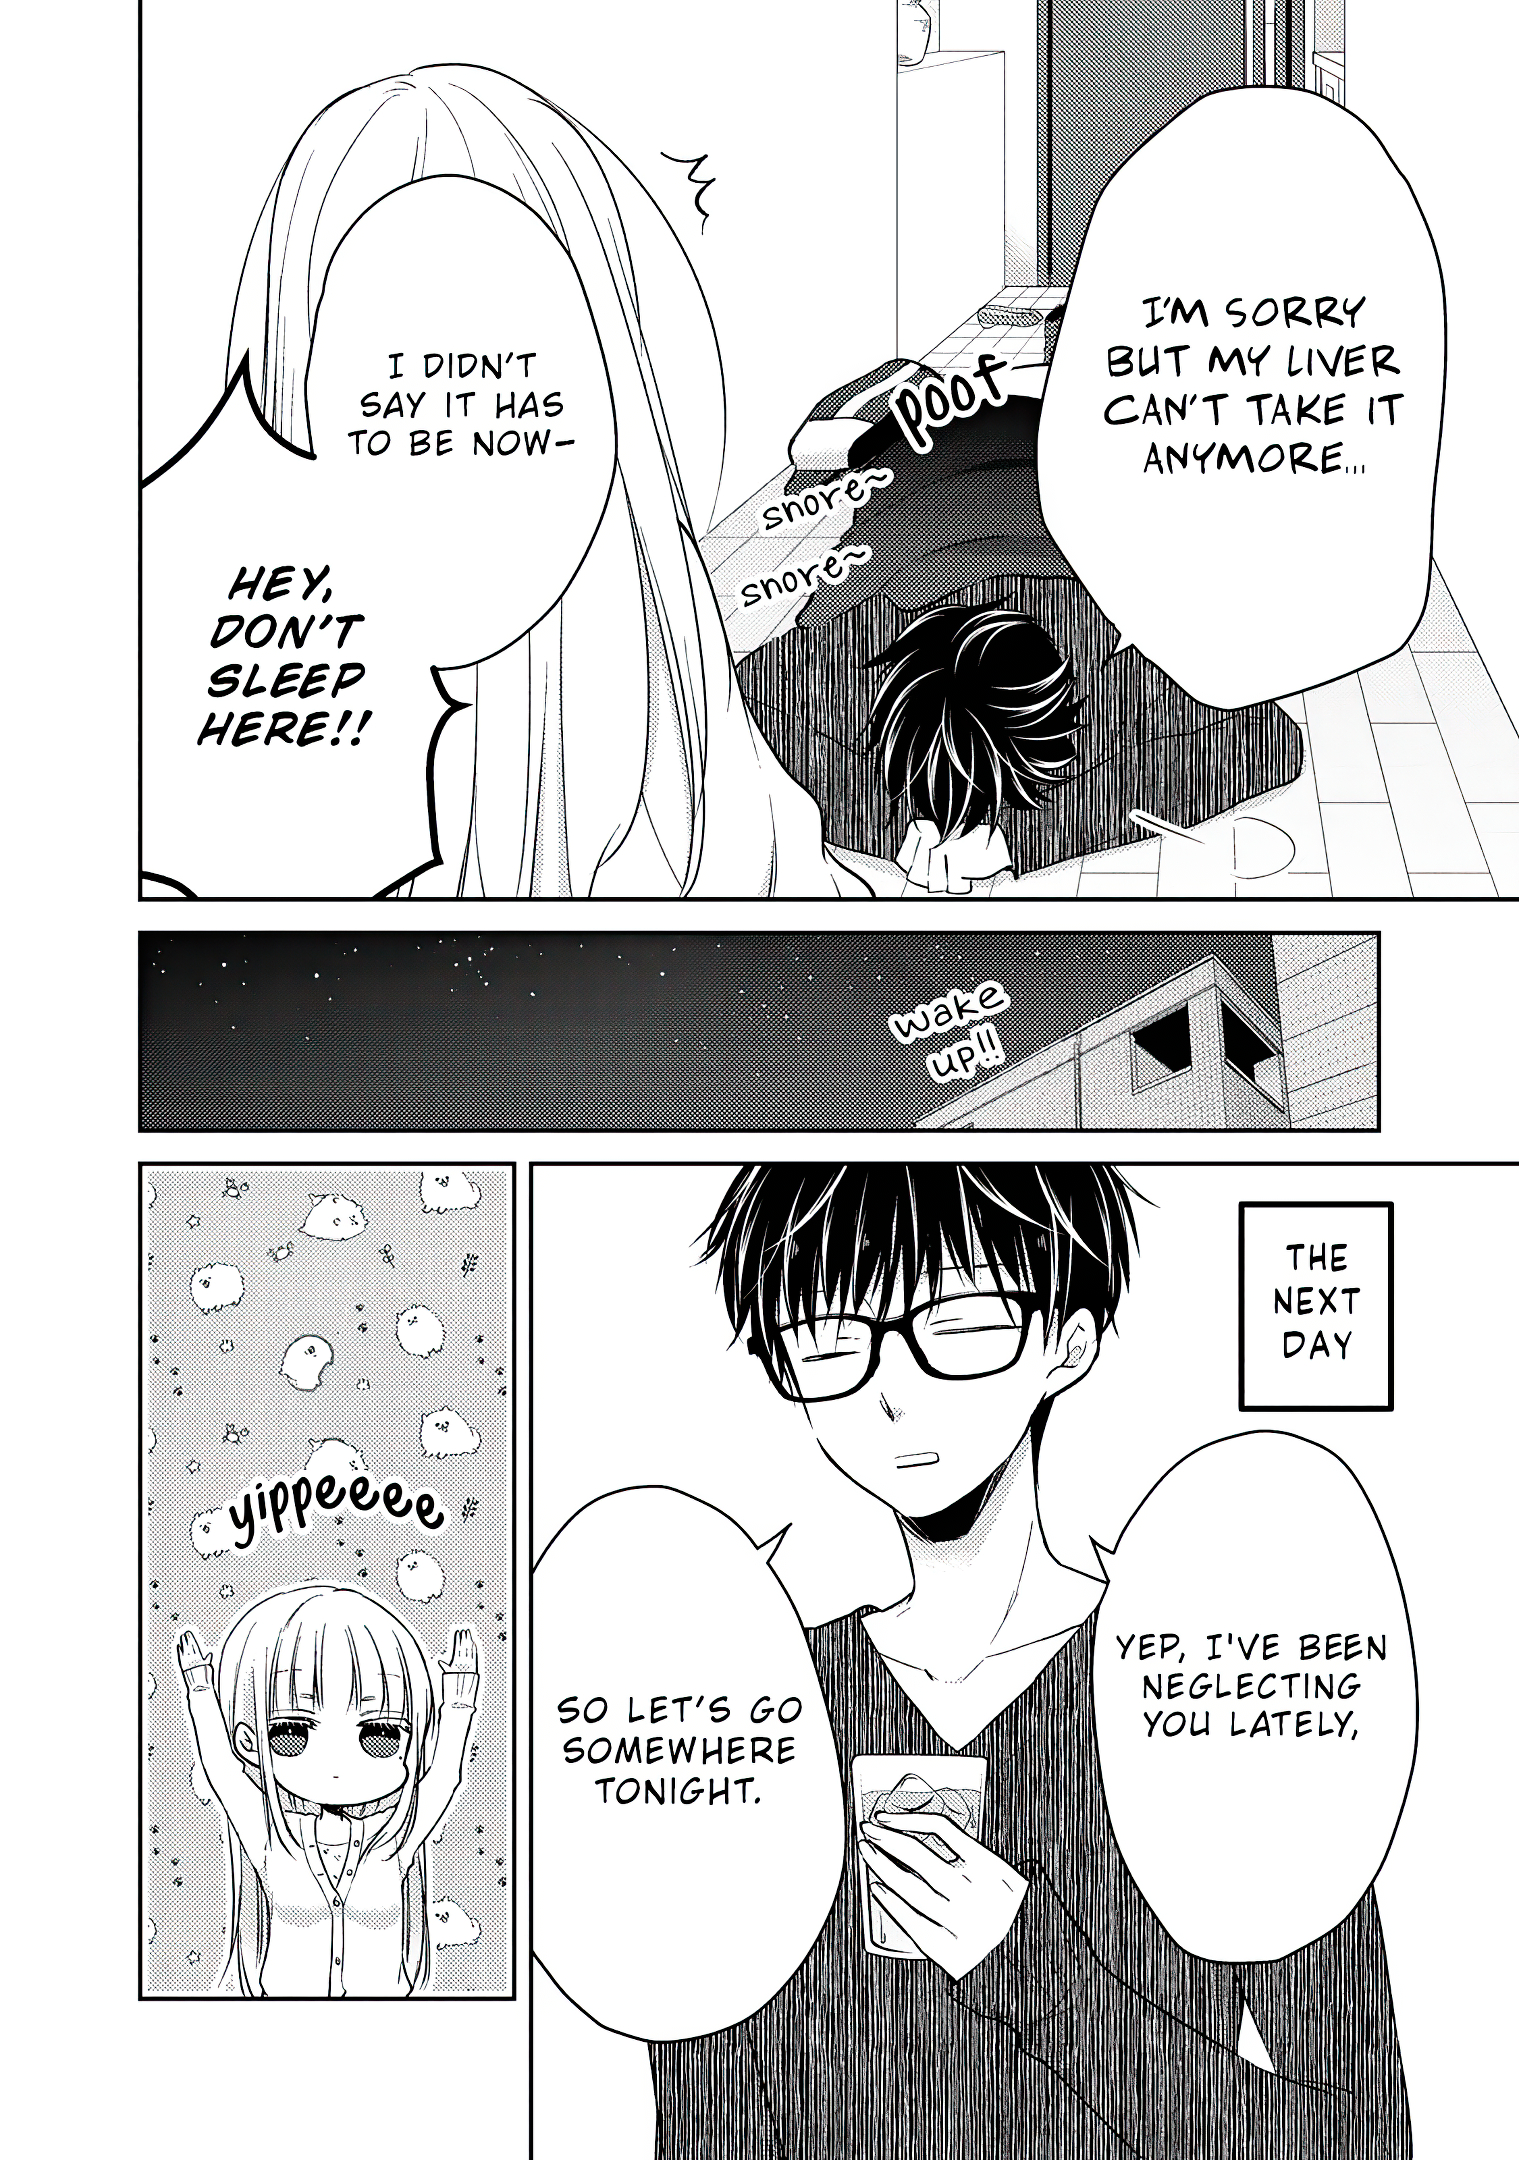 I'M SORRY
BUT MY LIVER
CAN'T TAKE IT
ANYMORE...
poof
snore~
snore~
I DIDN'T
SAY IT HAS
TO BE NOW-
HEY,
DON'T
SLEEP
HERE!!
wake
up!!
THE
NEXT
DAY
YEP, I'VE BEEN
NEGLECTING
YOU LATELY,
SO LET'S GO
SOMEWHERE
TONIGHT.
yippeeee